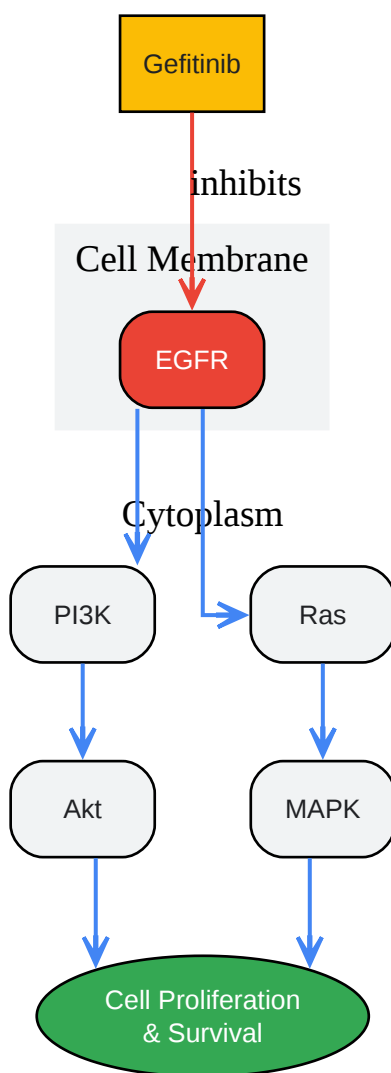 Gefitinib
inhibits
Cell Membrane
EGFR
Cytoplasm
PI3K
Ras
Akt
MAPK
Cell Proliferation
& Survival